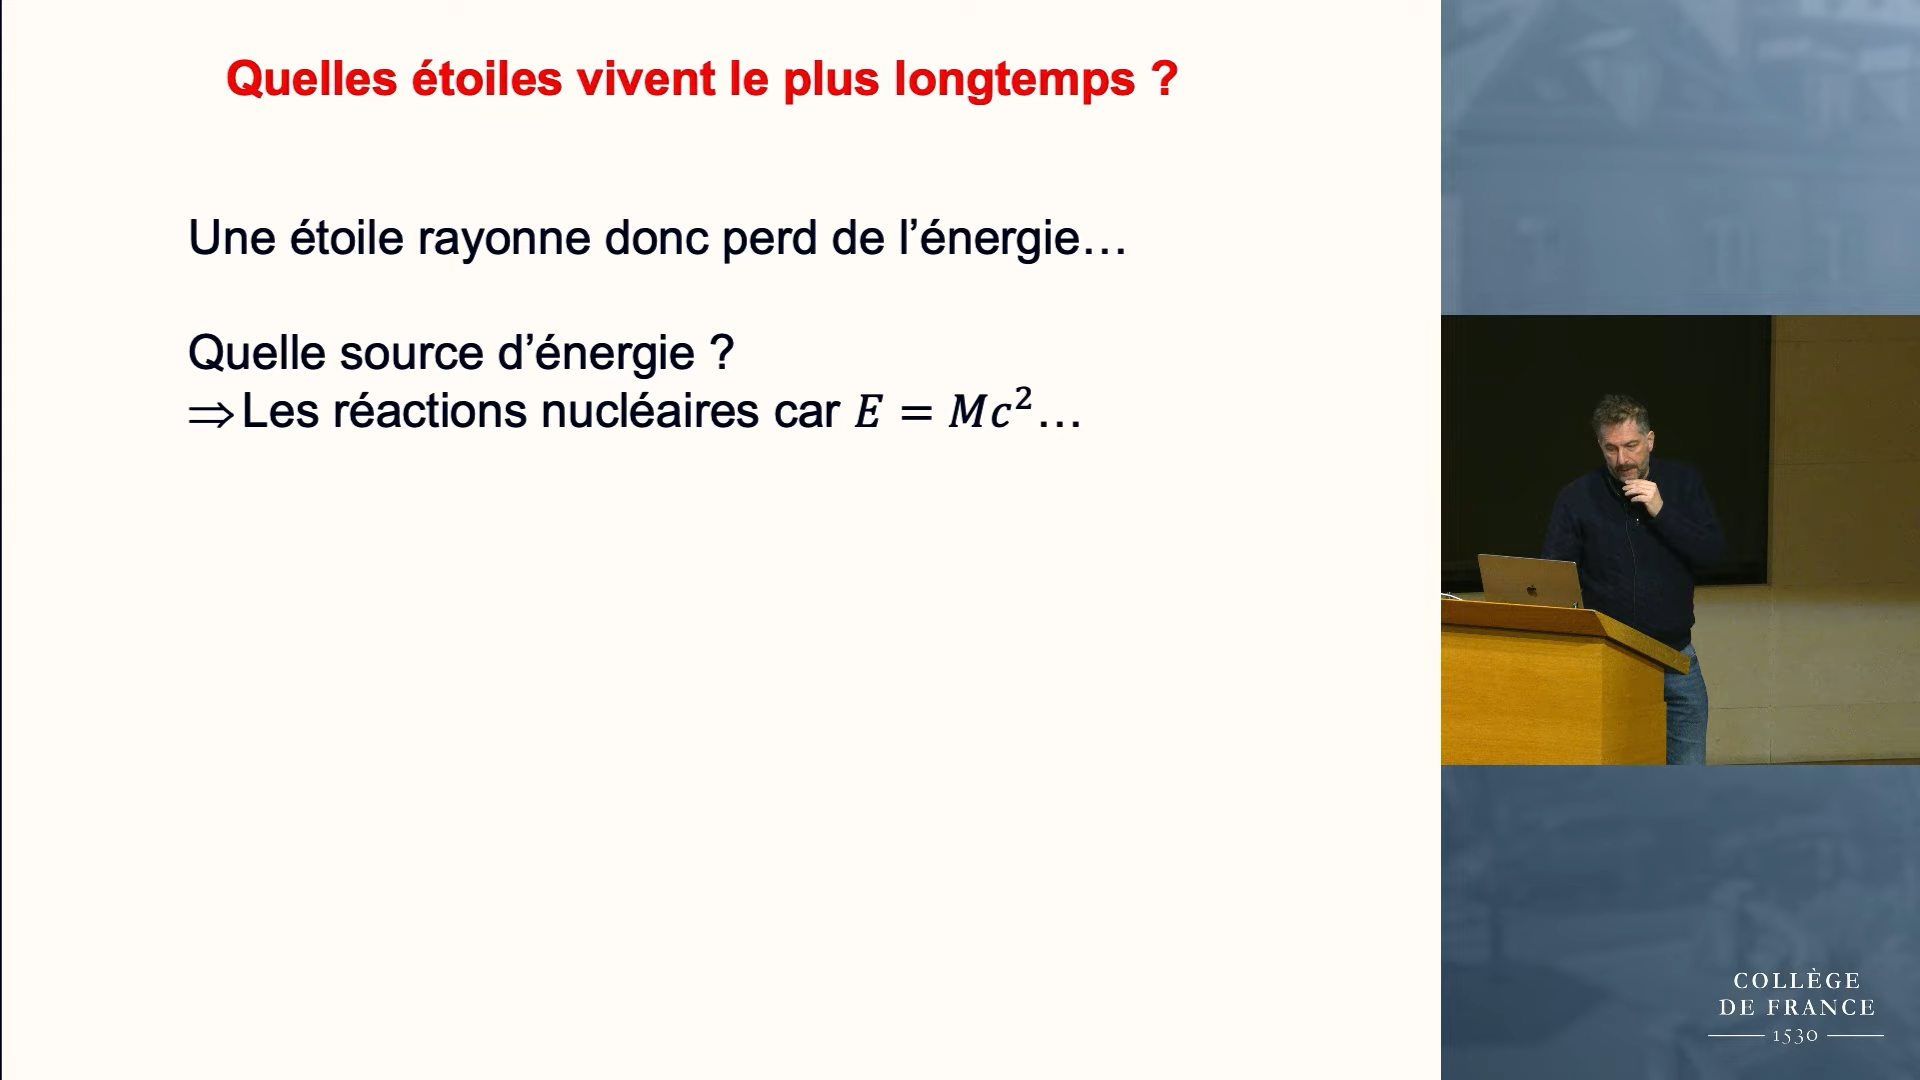 Quelles étoiles vivent le plus longtemps ?
Une étoile rayonne donc perd de l’énergie…
Quelle source d’énergie ?
⇒Les réactions nucléaires car E = Mc²…
COLLÈGE
DE FRANCE
1530